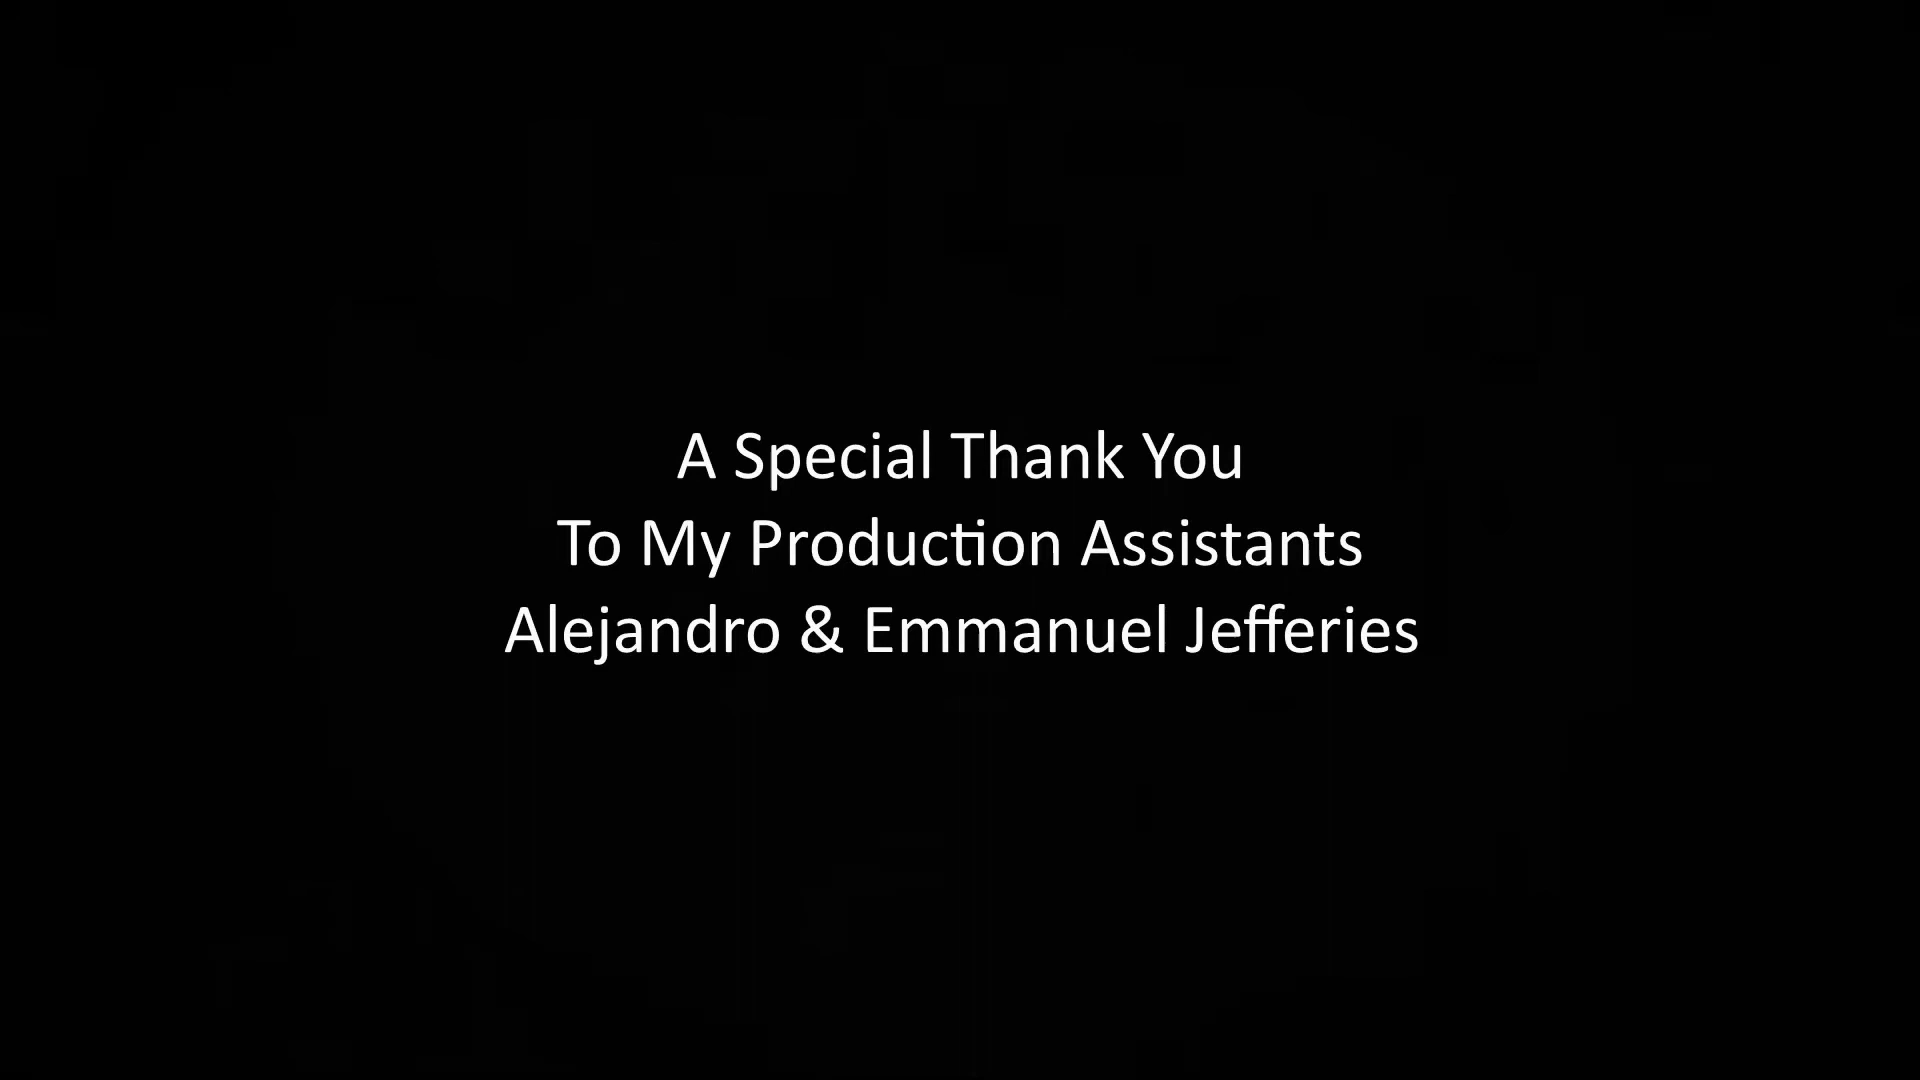 A Special Thank You
To My Production Assistants
Alejandro & Emmanuel Jefferies